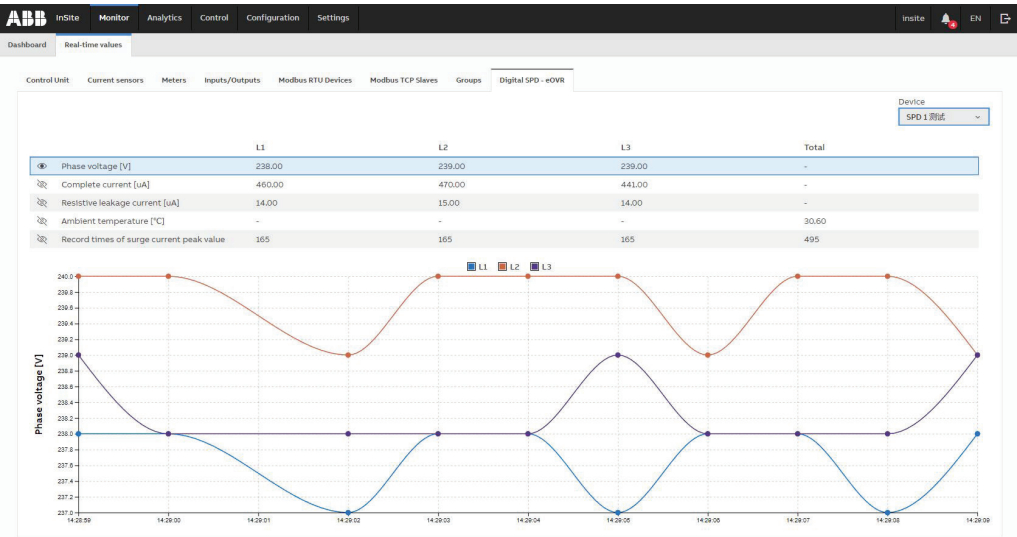 ABB InSite Monitor Analytics Control Configuration Settings insite 4 EN
Dashboard Real-time values
Control Unit Current sensors Meters Inputs/Outputs Modbus RTU Devices Modbus TCP Slaves Groups Digital SPD - eOVR
Device
SPD 1 测试
L1 L2 L3 Total
Phase voltage [V] 238.00 239.00 239.00 -
Complete current [uA] 460.00 470.00 441.00 -
Resistive leakage current [uA] 14.00 15.00 14.00 -
Ambient temperature [°C] - - - 30.60
Record times of surge current peak value 165 165 165 495
L1 L2 L3
Phase voltage [V]
240.0
239.8
239.6
239.4
239.2
239.0
238.8
238.6
238.4
238.2
238.0
237.8
237.6
237.4
237.2
237.0
14:28:59 14:29:00 14:29:01 14:29:02 14:29:03 14:29:04 14:29:05 14:29:06 14:29:07 14:29:08 14:29:09